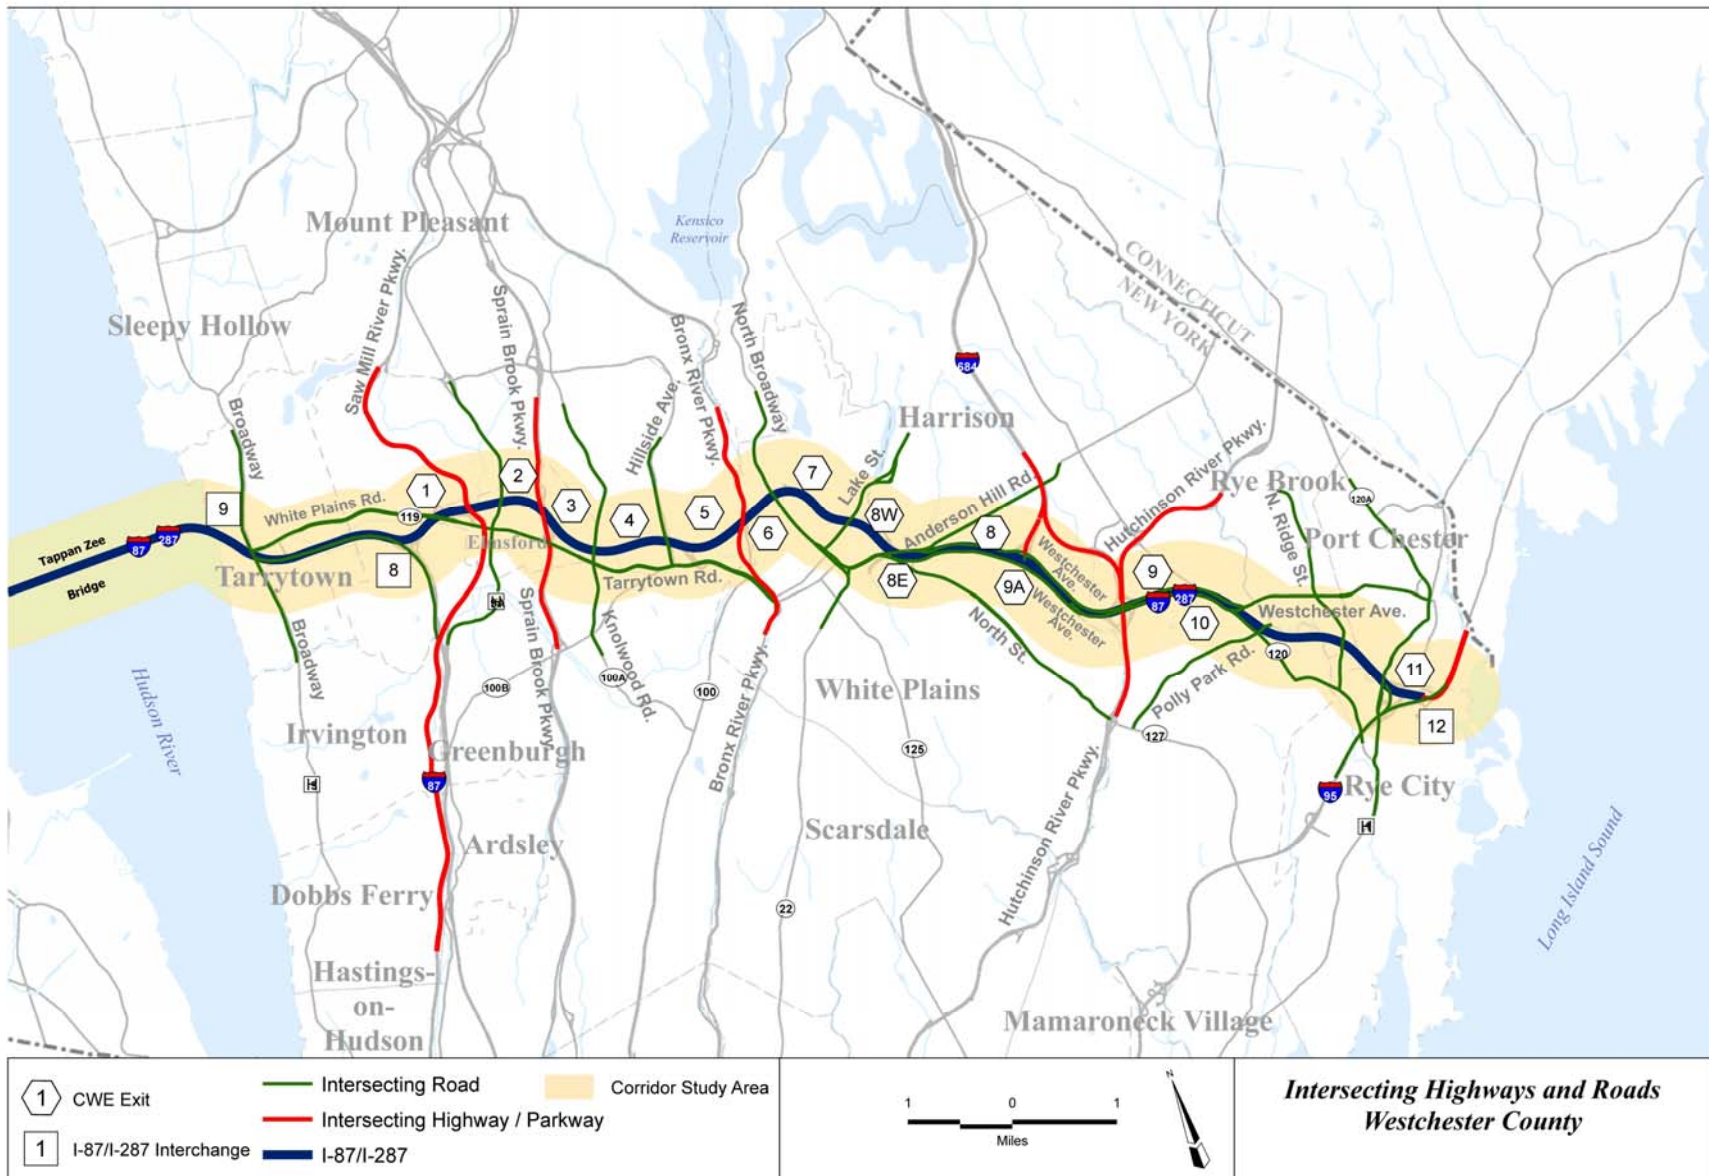 Mount Pleasant
Kensico
Reservoir
CONNECTICUT
NEW YORK
Sleepy Hollow
Saw Mill River Pkwy.
Sprain Brook Pkwy.
Bronx River Pkwy.
North Broadway
684
Broadway
Hillside Ave.
Harrison
Lake St.
Anderson Hill Rd.
Hutchinson River Pkwy.
Rye Brook
N. Ridge St.
120A
Port Chester
9
1
2
3
4
5
6
7
8W
8
9
White Plains Rd.
119
Elmsford
Tappan Zee
87
287
Bridge
Tarrytown
8
Tarrytown Rd.
8E
9A
Westchester
Ave.
Westchester
Ave.
87
287
10
Westchester Ave.
Broadway
Sprain Brook Pkwy.
Knolwood Rd.
North St.
Polly Park Rd.
120
11
12
Hudson River
100B
100A
100
White Plains
127
125
Irvington
Greenburgh
Bronx River Pkwy.
Hutchinson River Pkwy.
87
95
Rye City
Ardsley
Scarsdale
Dobbs Ferry
22
Long Island Sound
Hastings-
on-
Hudson
Mamaroneck Village
1 CWE Exit
1 I-87/I-287 Interchange
Intersecting Road
Intersecting Highway / Parkway
I-87/I-287
Corridor Study Area
1 0 1
Miles
N
Intersecting Highways and Roads
Westchester County